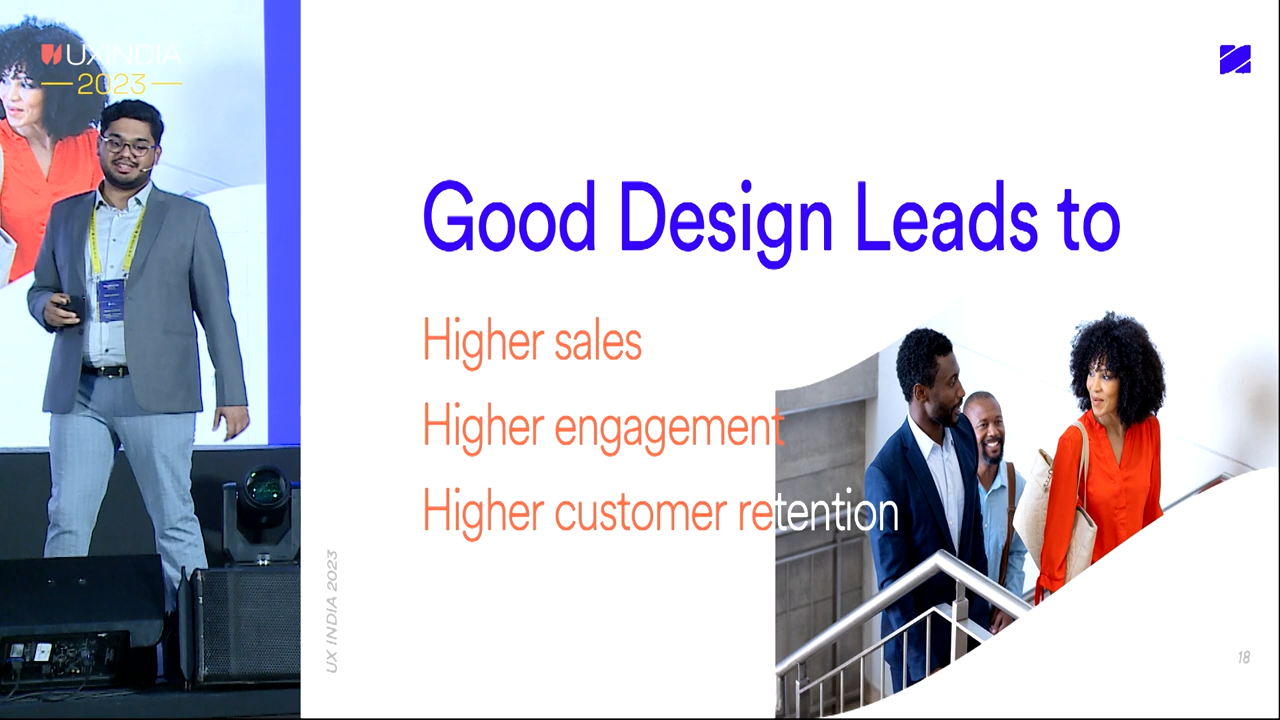 UXINDIA
2023
Good Design Leads to
Higher sales
Higher engagement
Higher customer retention
UX INDIA 2023
18